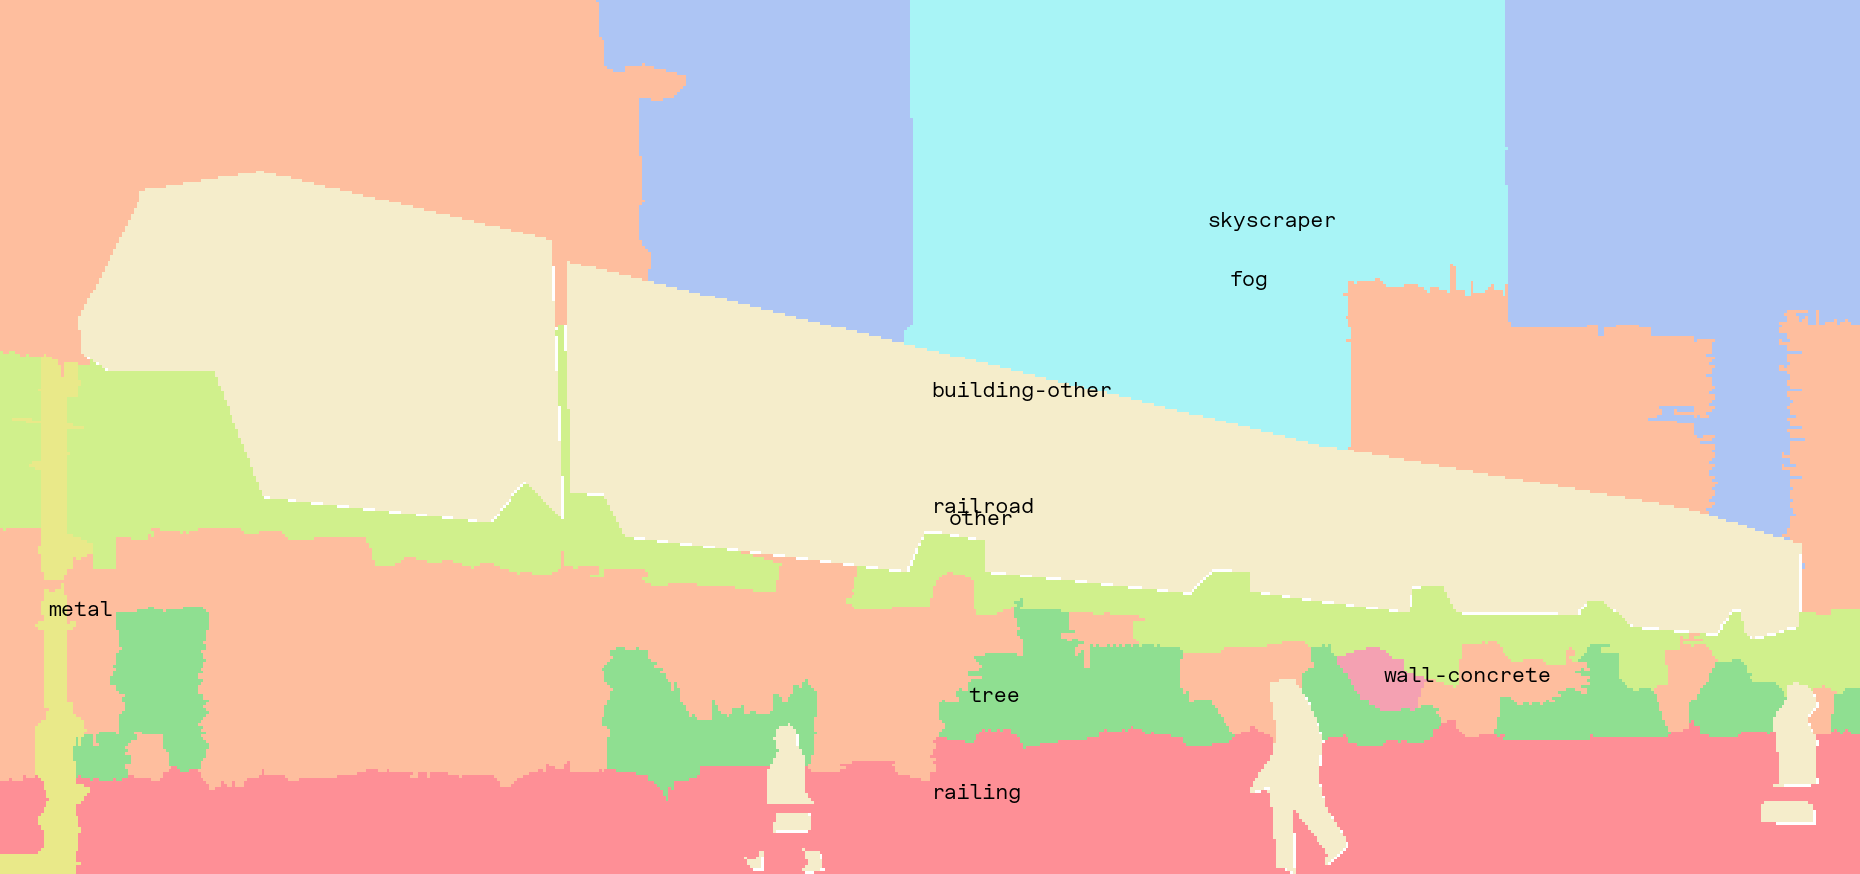 skyscraper
fog
building-other
railroad
other
metal
wall-concrete
tree
railing